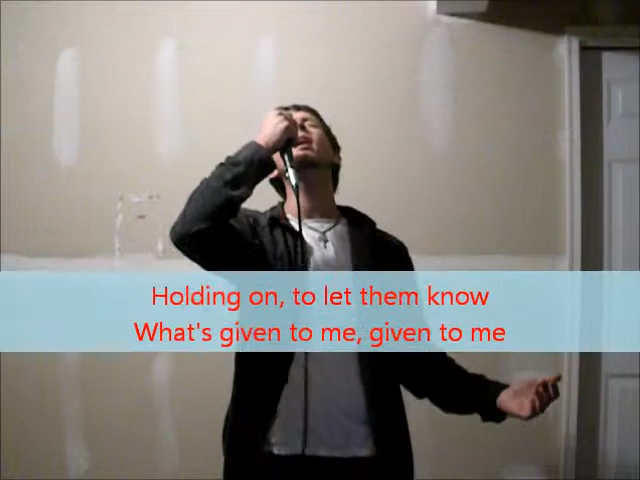 Holding on, to let them know
What's given to me, given to me